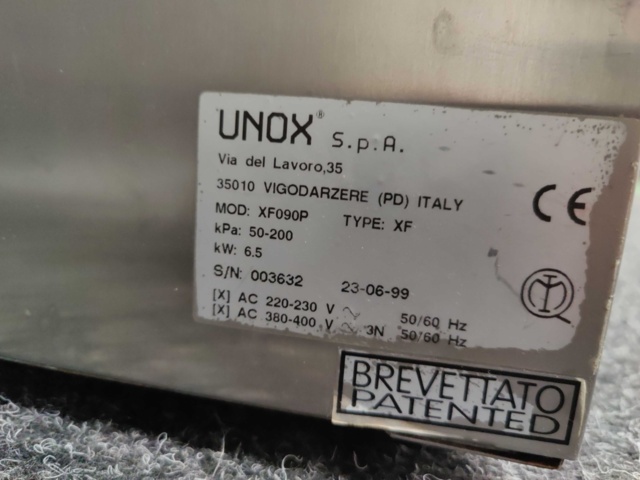 UNOX® S.p.A.
Via del Lavoro,35
35010 VIGODARZERE (PD) ITALY
MOD: XF090P TYPE: XF
kPa: 50-200
kW: 6.5
S/N: 003632 23-06-99
[X] AC 220-230 V ~ 50/60 Hz
[X] AC 380-400 V ~ 3N 50/60 Hz
CE
BREVETTATO
PATENTED